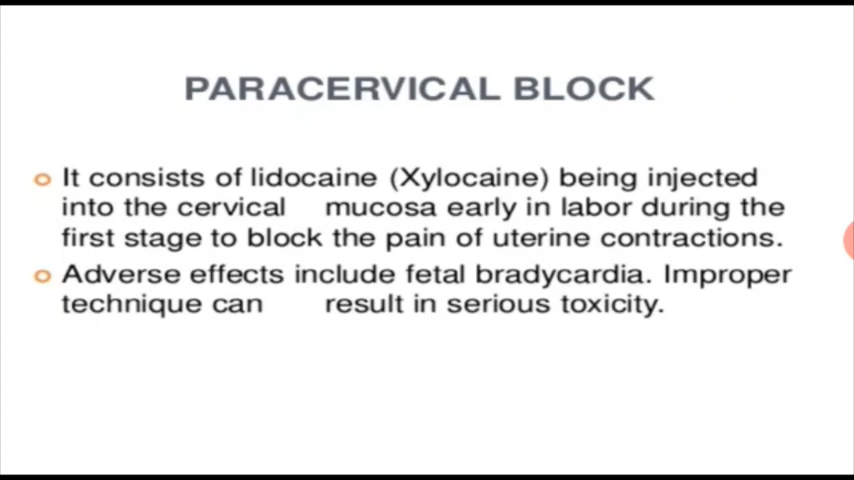 PARACERVICAL BLOCK
It consists of lidocaine (Xylocaine) being injected
into the cervical mucosa early in labor during the
first stage to block the pain of uterine contractions.
Adverse effects include fetal bradycardia. Improper
technique can result in serious toxicity.